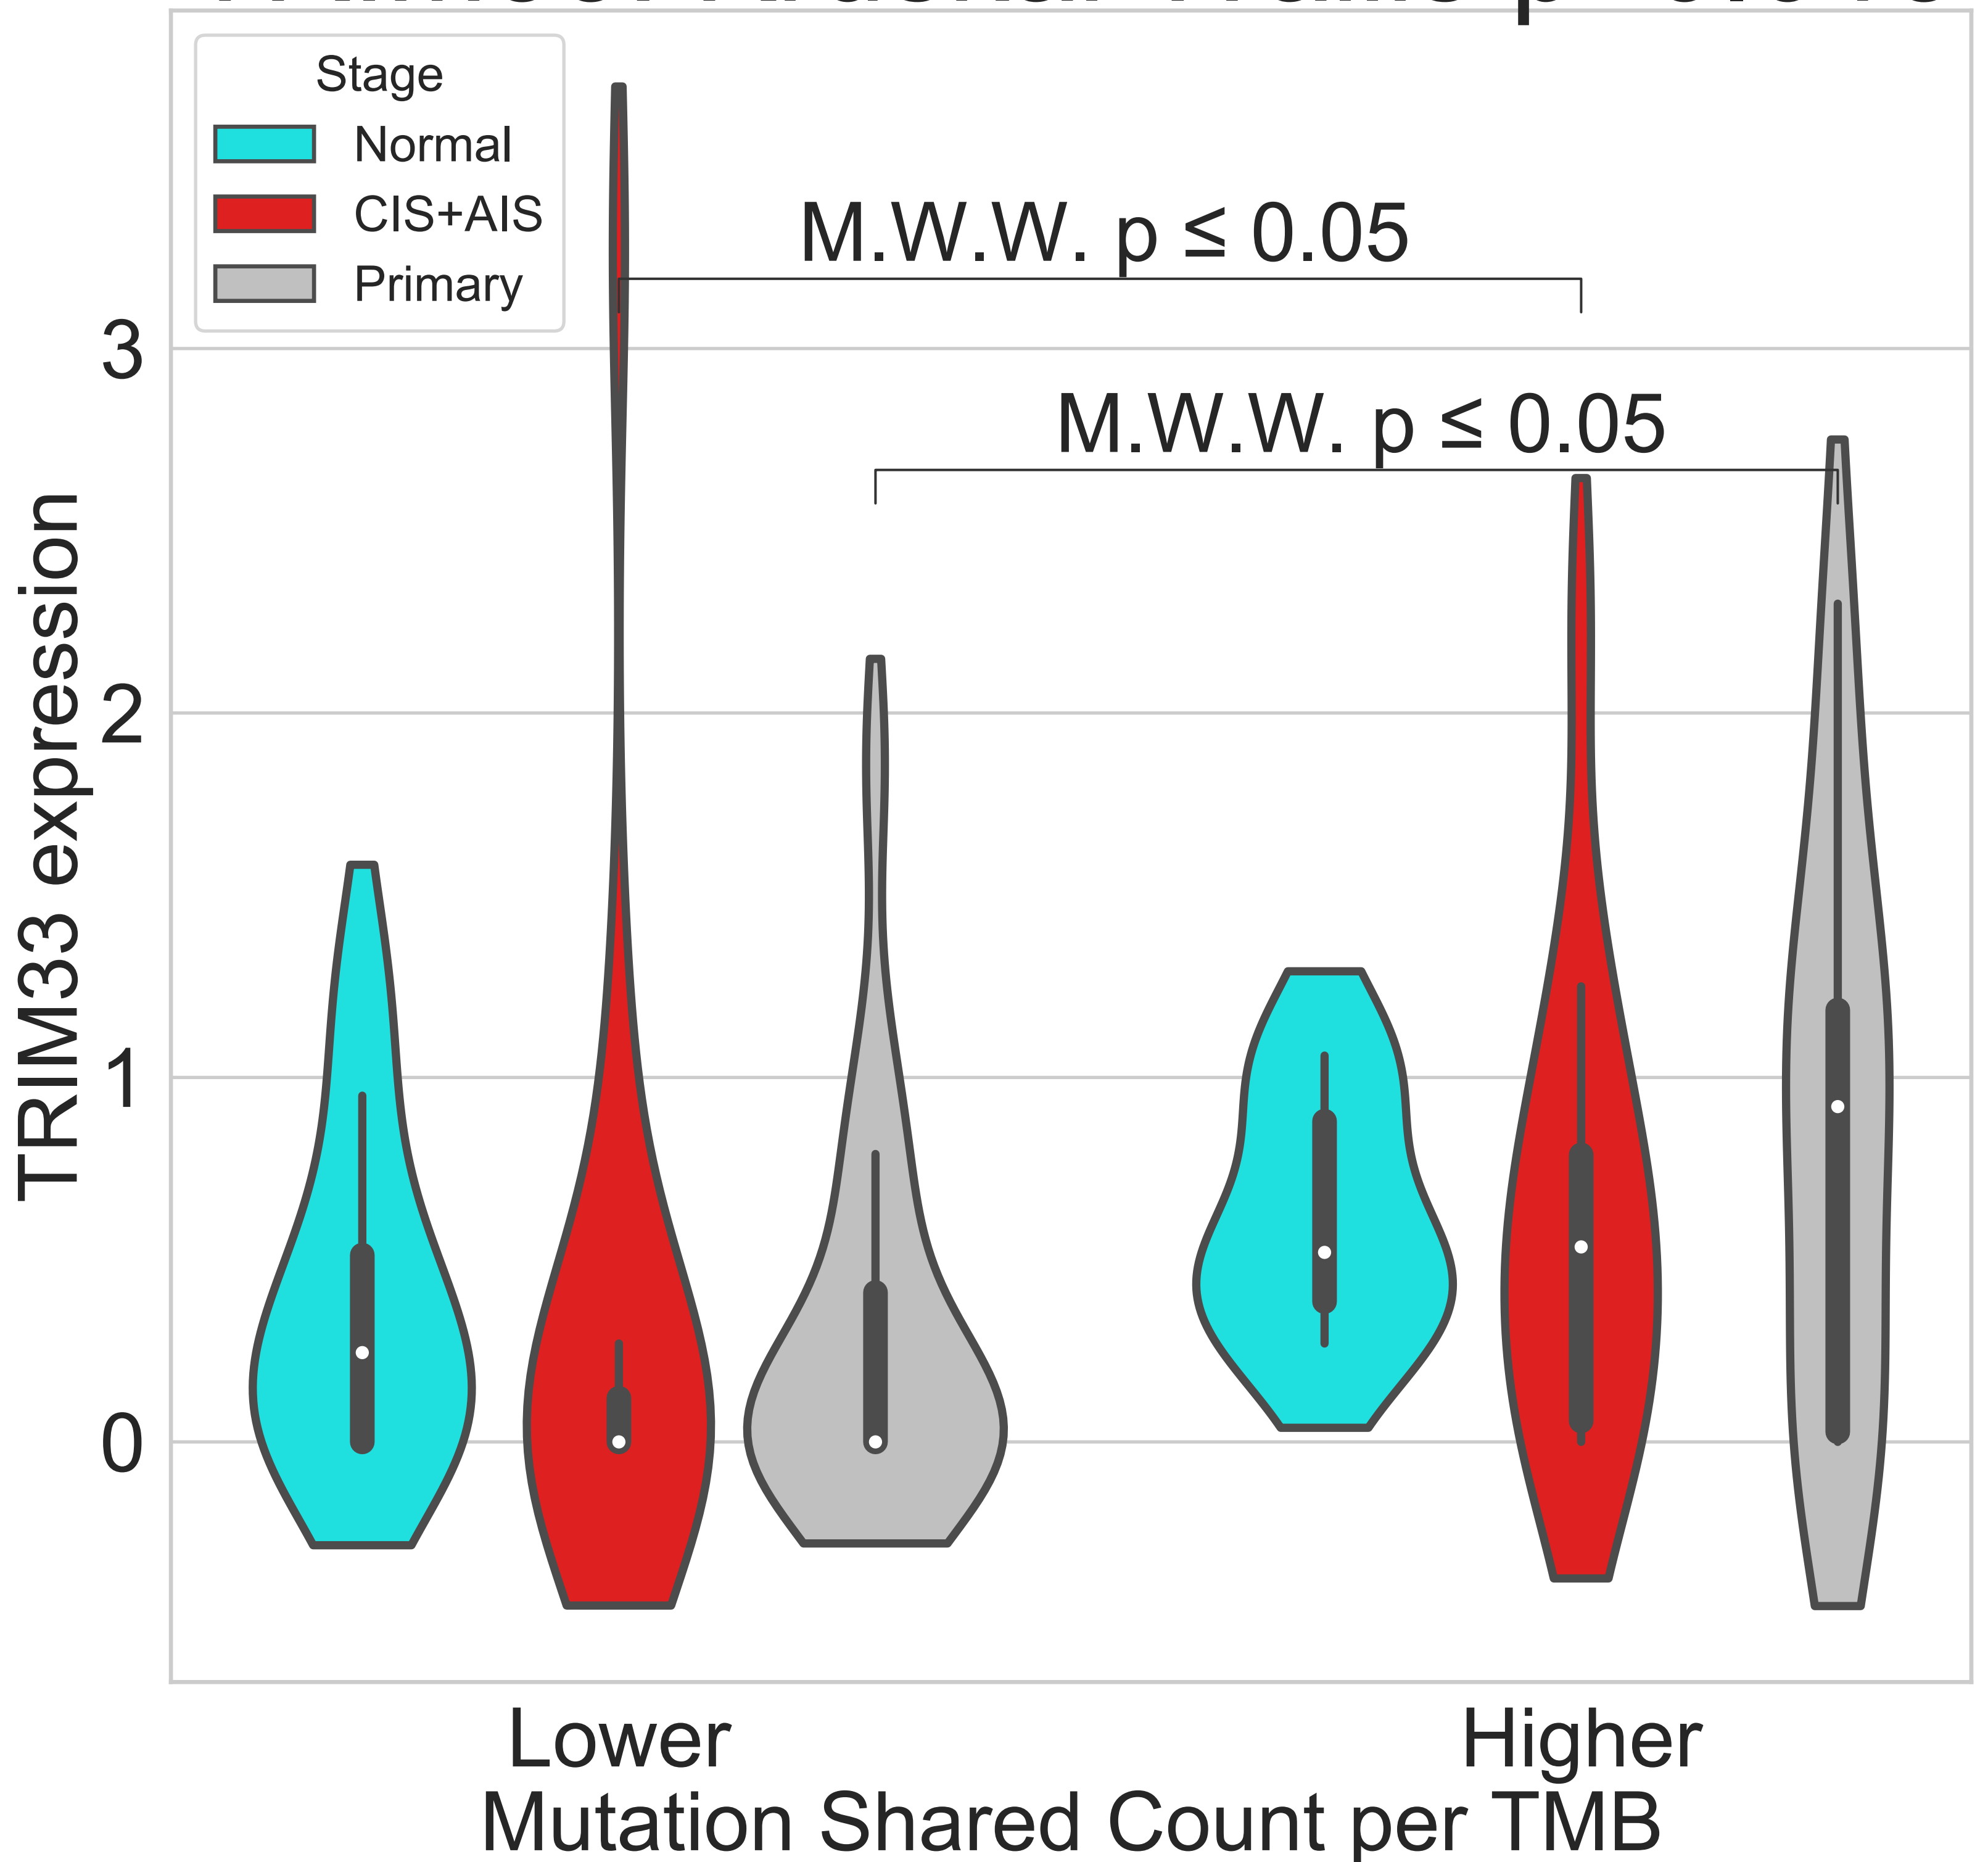 Stage
Normal
CIS+AIS
Primary
M.W.W. p ≤ 0.05
M.W.W. p ≤ 0.05
3
2
1
0
TRIM33 expression
Lower
Higher
Mutation Shared Count per TMB